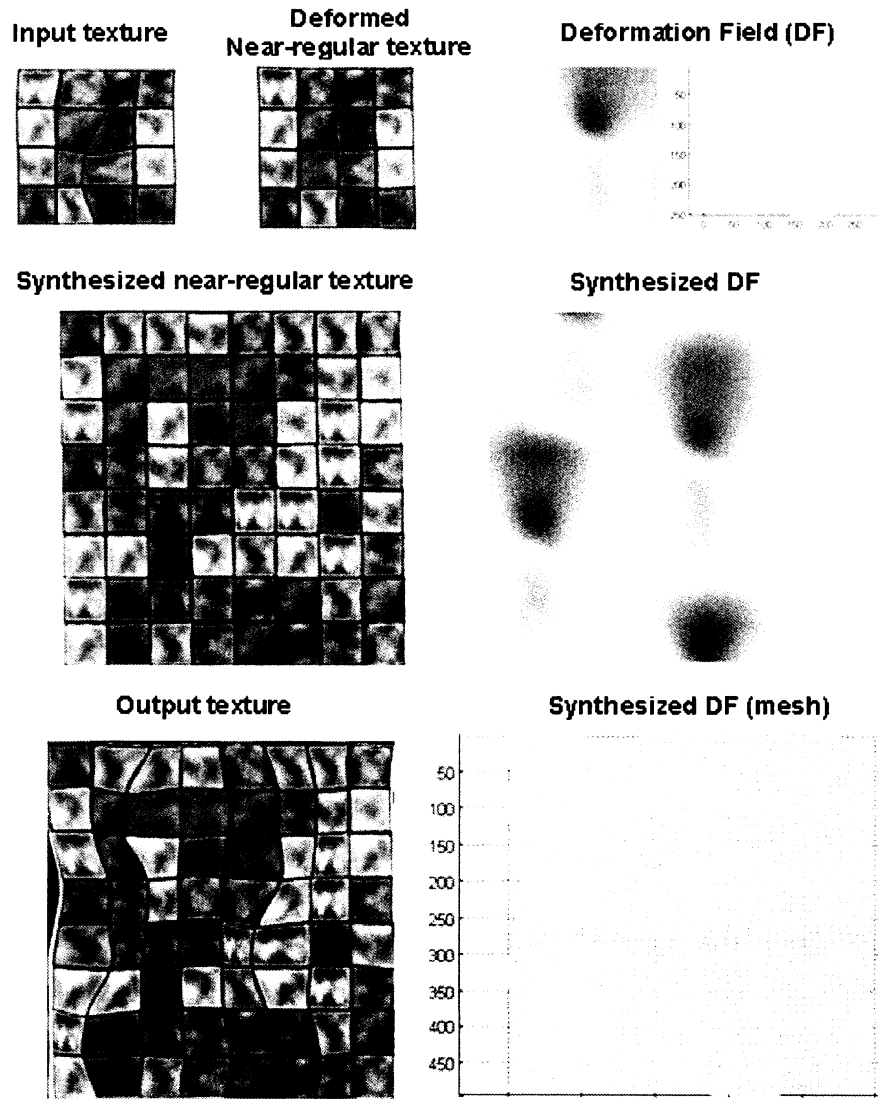 Input texture
Deformed
Near-regular texture
Deformation Field (DF)
50
100
150
200
250
0 50 100 150 200 250
Synthesized near-regular texture
Synthesized DF
Output texture
Synthesized DF (mesh)
50
100
150
200
250
300
350
400
450